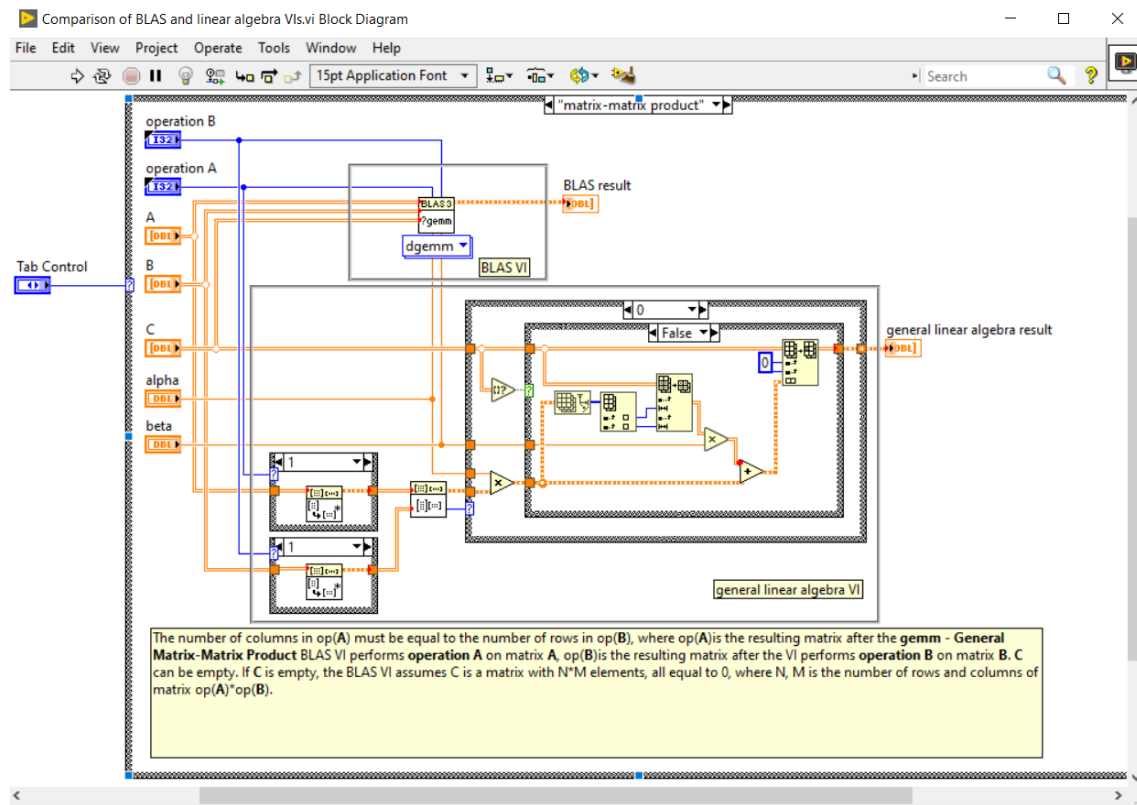 Comparison of BLAS and linear algebra VIs.vi Block Diagram
File Edit View Project Operate Tools Window Help
15pt Application Font
Search
"matrix-matrix product"
operation B
I32
operation A
I32
BLAS result
DBL]
BLAS 3
?gemm
dgemm
BLAS VI
A
[DBL]
B
[DBL]
Tab Control
?
C
[DBL]
alpha
DBL
beta
DBL
0
False
general linear algebra result
DBL]
0
?
[]?
?
×
+
×
1
?
1
?
?
general linear algebra VI
The number of columns in op(A) must be equal to the number of rows in op(B), where op(A)is the resulting matrix after the gemm - General
Matrix-Matrix Product BLAS VI performs operation A on matrix A, op(B)is the resulting matrix after the VI performs operation B on matrix B. C
can be empty. If C is empty, the BLAS VI assumes C is a matrix with N*M elements, all equal to 0, where N, M is the number of rows and columns of
matrix op(A)*op(B).